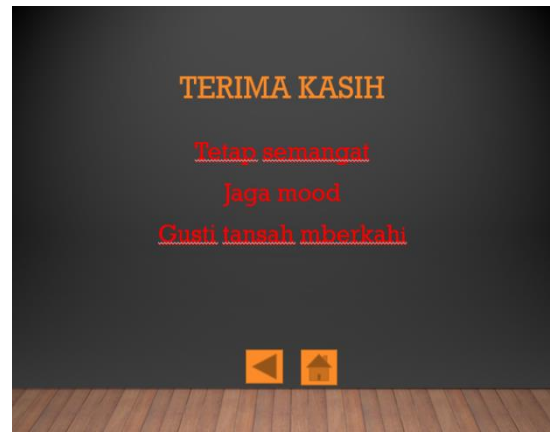 TERIMA KASIH
Tetap semangat
Jaga mood
Gusti tansah mberkahi